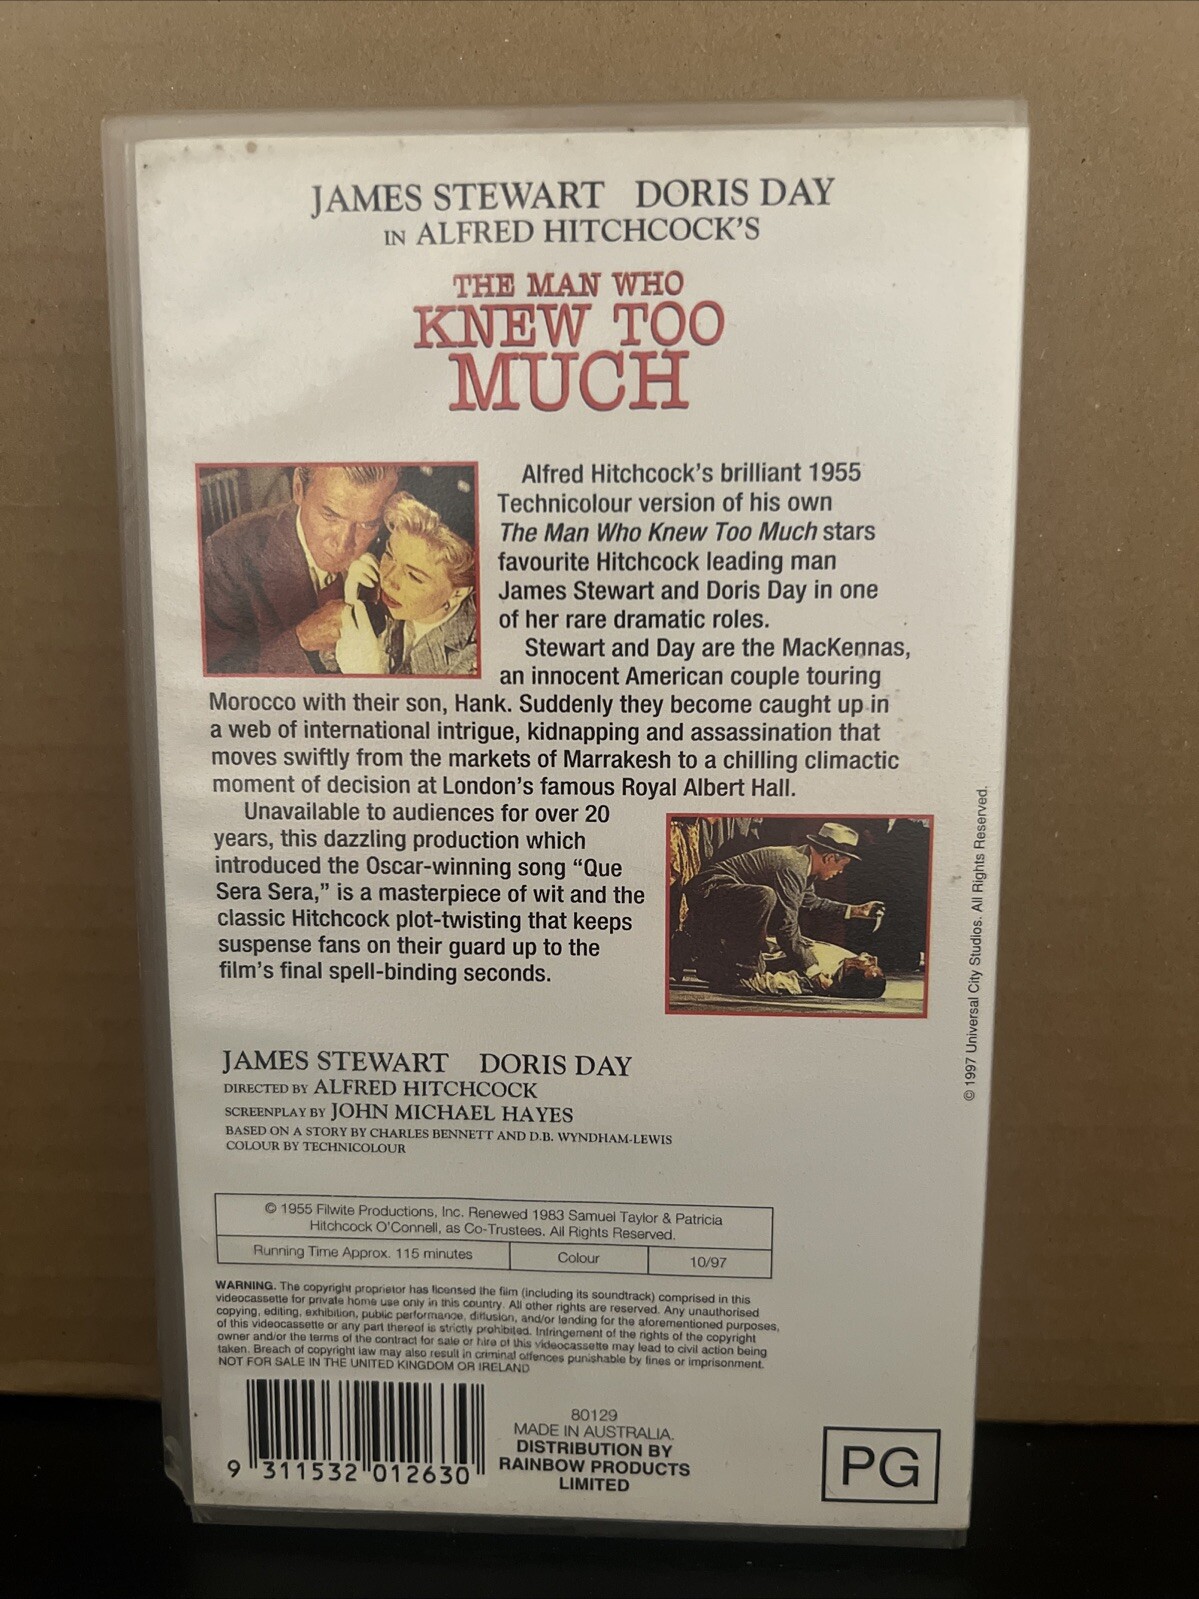 JAMES STEWART DORIS DAY
IN ALFRED HITCHCOCK'S
THE MAN WHO
KNEW TOO
MUCH
Alfred Hitchcock's brilliant 1955
Technicolour version of his own
The Man Who Knew Too Much stars
favourite Hitchcock leading man
James Stewart and Doris Day in one
of her rare dramatic roles.
Stewart and Day are the MacKennas,
an innocent American couple touring
Morocco with their son, Hank. Suddenly they become caught up in
a web of international intrigue, kidnapping and assassination that
moves swiftly from the markets of Marrakesh to a chilling climactic
moment of decision at London's famous Royal Albert Hall.
Unavailable to audiences for over 20
years, this dazzling production which
introduced the Oscar-winning song “Que
Sera Sera,” is a masterpiece of wit and the
classic Hitchcock plot-twisting that keeps
suspense fans on their guard up to the
film's final spell-binding seconds.
© 1997 Universal City Studios. All Rights Reserved.
JAMES STEWART DORIS DAY
DIRECTED BY ALFRED HITCHCOCK
SCREENPLAY BY JOHN MICHAEL HAYES
BASED ON A STORY BY CHARLES BENNETT AND D.B. WYNDHAM-LEWIS
COLOUR BY TECHNICOLOUR
© 1955 Filwite Productions, Inc. Renewed 1983 Samuel Taylor & Patricia
Hitchcock O'Connell, as Co-Trustees. All Rights Reserved.
Running Time Approx. 115 minutes Colour 10/97
WARNING. The copyright proprietor has licensed the film (including its soundtrack) comprised in this
videocassette for private home use only in this country. All other rights are reserved. Any unauthorised
copying, editing, exhibition, public performance, diffusion, and/or lending for the aforementioned purposes,
of this videocassette or any part thereof is strictly prohibited. Infringement of the rights of the copyright
owner and/or the terms of the contract for sale or hire of this videocassette may lead to civil action being
taken. Breach of copyright law may also result in criminal offences punishable by fines or imprisonment.
NOT FOR SALE IN THE UNITED KINGDOM OR IRELAND
9 311532 012630
80129
MADE IN AUSTRALIA.
DISTRIBUTION BY
RAINBOW PRODUCTS
LIMITED
PG